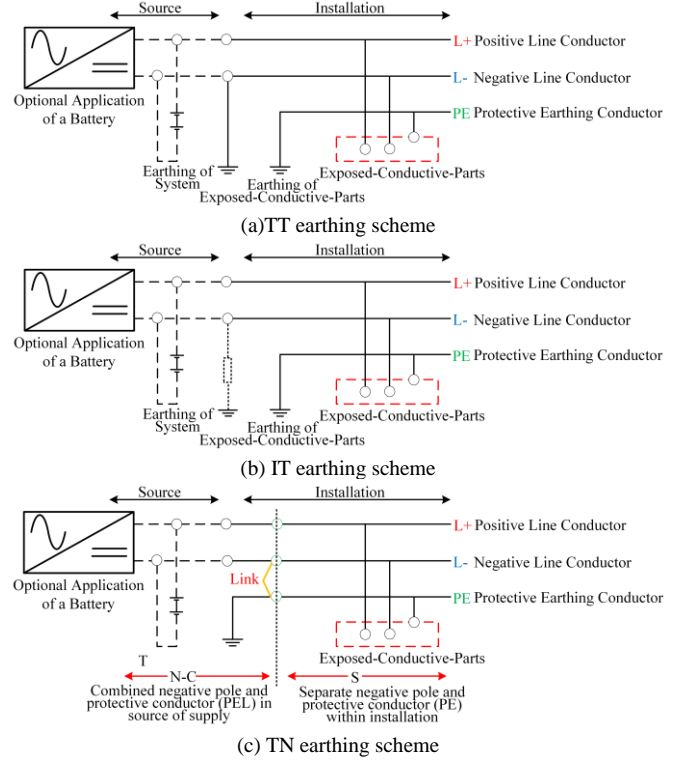 Source
Installation
L+ Positive Line Conductor
L- Negative Line Conductor
Optional Application
of a Battery
PE Protective Earthing Conductor
Earthing of
System
Earthing of
Exposed-Conductive-Parts
Exposed-Conductive-Parts
(a)TT earthing scheme
Source
Installation
L+ Positive Line Conductor
L- Negative Line Conductor
Optional Application
of a Battery
PE Protective Earthing Conductor
Earthing of
System
Earthing of
Exposed-Conductive-Parts
Exposed-Conductive-Parts
(b) IT earthing scheme
Source
Installation
L+ Positive Line Conductor
L- Negative Line Conductor
Optional Application
of a Battery
Link
PE Protective Earthing Conductor
Exposed-Conductive-Parts
T
N-C
S
Combined negative pole and
protective conductor (PEL) in
source of supply
Separate negative pole and
protective conductor (PE)
within installation
(c) TN earthing scheme